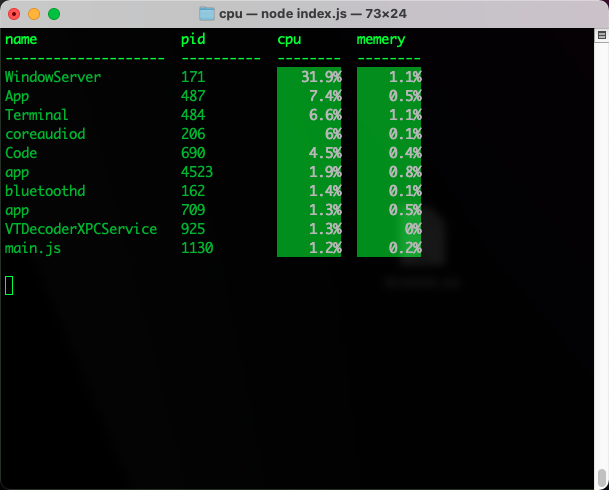 cpu — node index.js — 73×24
name pid cpu memery
-------------------- ---------- -------- --------
WindowServer 171 31.9% 1.1%
App 487 7.4% 0.5%
Terminal 484 6.6% 1.1%
coreaudiod 206 6% 0.1%
Code 690 4.5% 0.4%
app 4523 1.9% 0.8%
bluetoothd 162 1.4% 0.1%
app 709 1.3% 0.5%
VTDecoderXPCService 925 1.3% 0%
main.js 1130 1.2% 0.2%